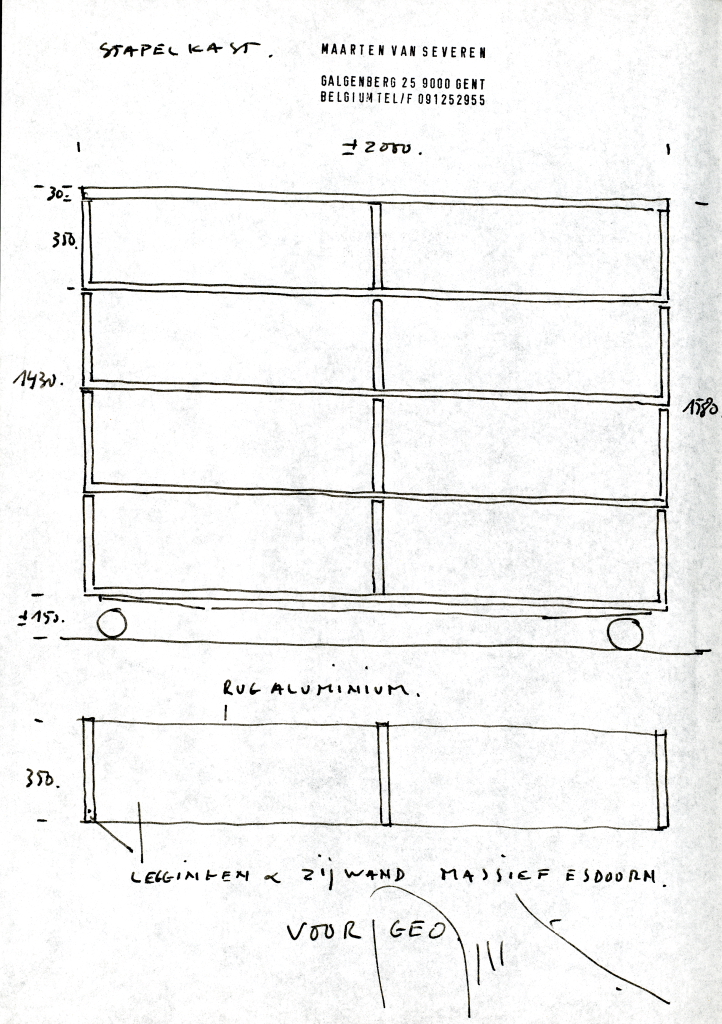 STAPELKAST.
MAARTEN VAN SEVEREN
GALGENBERG 25 9000 GENT
BELGIUM TEL/F 091252955
±2000.
30
350.
1430.
1580.
±150.
RUG ALUMINIUM.
350.
LEGGINGEN & ZIJWAND MASSIEF ESDOORN.
VOOR GEO